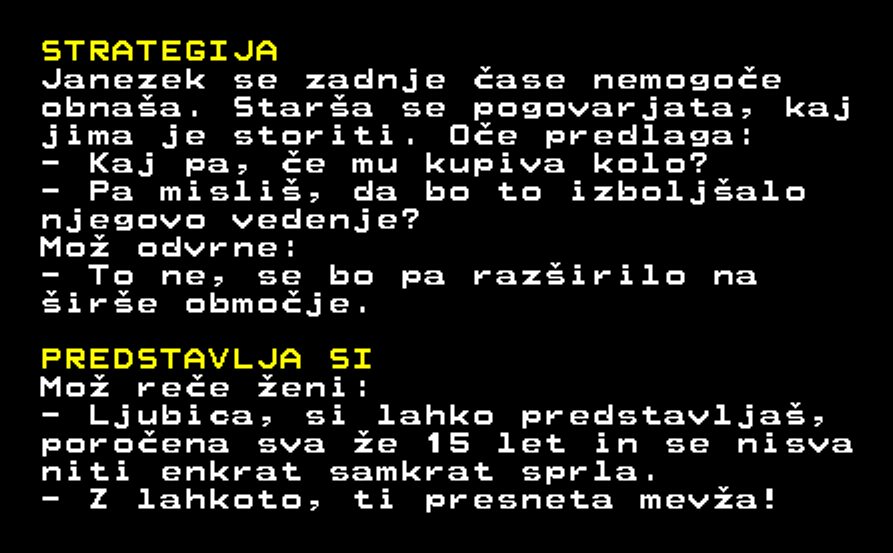 STRATEGIJA
Janezek se zadnje čase nemogoče
obnaša. Starša se pogovarjata, kaj
jima je storiti. Oče predlaga:
- Kaj pa, če mu kupiva kolo?
- Pa misliš, da bo to izboljšalo
njegovo vedenje?
Mož odvrne:
- To ne, se bo pa razširilo na
širše območje.
PREDSTAVLJA SI
Mož reče ženi:
- Ljubica, si lahko predstavljaš,
poročena sva že 15 let in se nisva
niti enkrat samkrat sprla.
- Z lahkoto, ti presneta mevža!